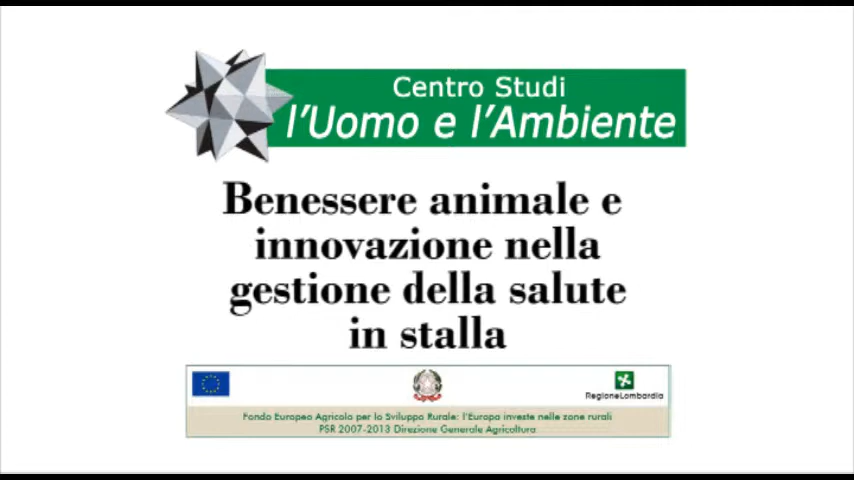 Centro Studi
l'Uomo e l'Ambiente
Benessere animale e
innovazione nella
gestione della salute
in stalla
RegioneLombardia
Fondo Europeo Agricolo per lo Sviluppo Rurale: l'Europa investe nelle zone rurali
PSR 2007-2013 Direzione Generale Agricoltura